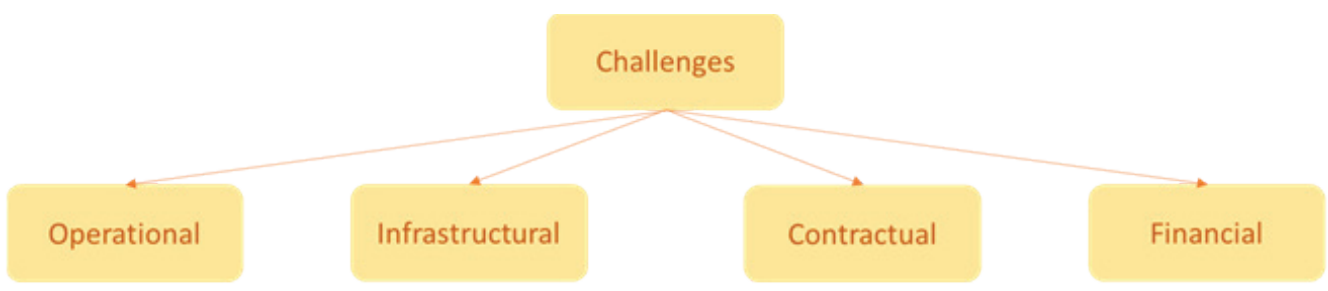 Challenges
Operational
Infrastructural
Contractual
Financial